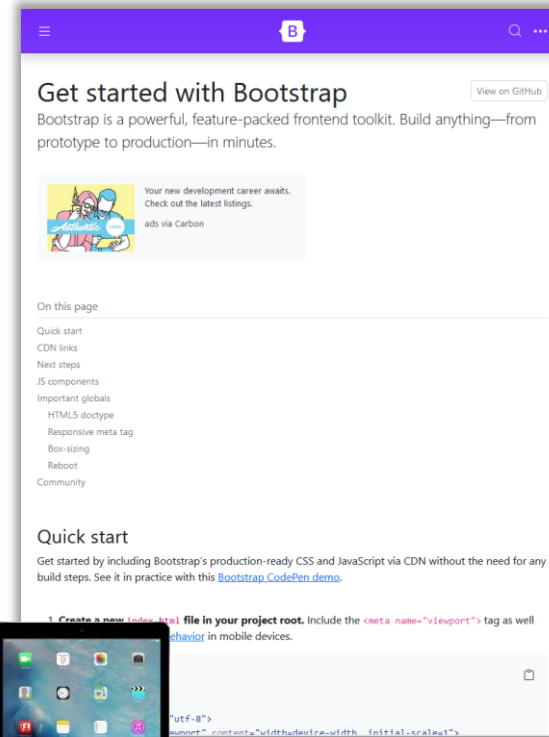 B
Get started with Bootstrap
View on GitHub
Bootstrap is a powerful, feature-packed frontend toolkit. Build anything—from
prototype to production—in minutes.
Authentic
JOBS
Your new development career awaits.
Check out the latest listings.
ads via Carbon
On this page
Quick start
CDN links
Next steps
JS components
Important globals
HTML5 doctype
Responsive meta tag
Box-sizing
Reboot
Community
Quick start
Get started by including Bootstrap's production-ready CSS and JavaScript via CDN without the need for any
build steps. See it in practice with this Bootstrap CodePen demo.
1. Create a new index.html file in your project root. Include the <meta name="viewport"> tag as well
ehavior in mobile devices.
"utf-8">
ewport" content="width=device-width, initial-scale=1">